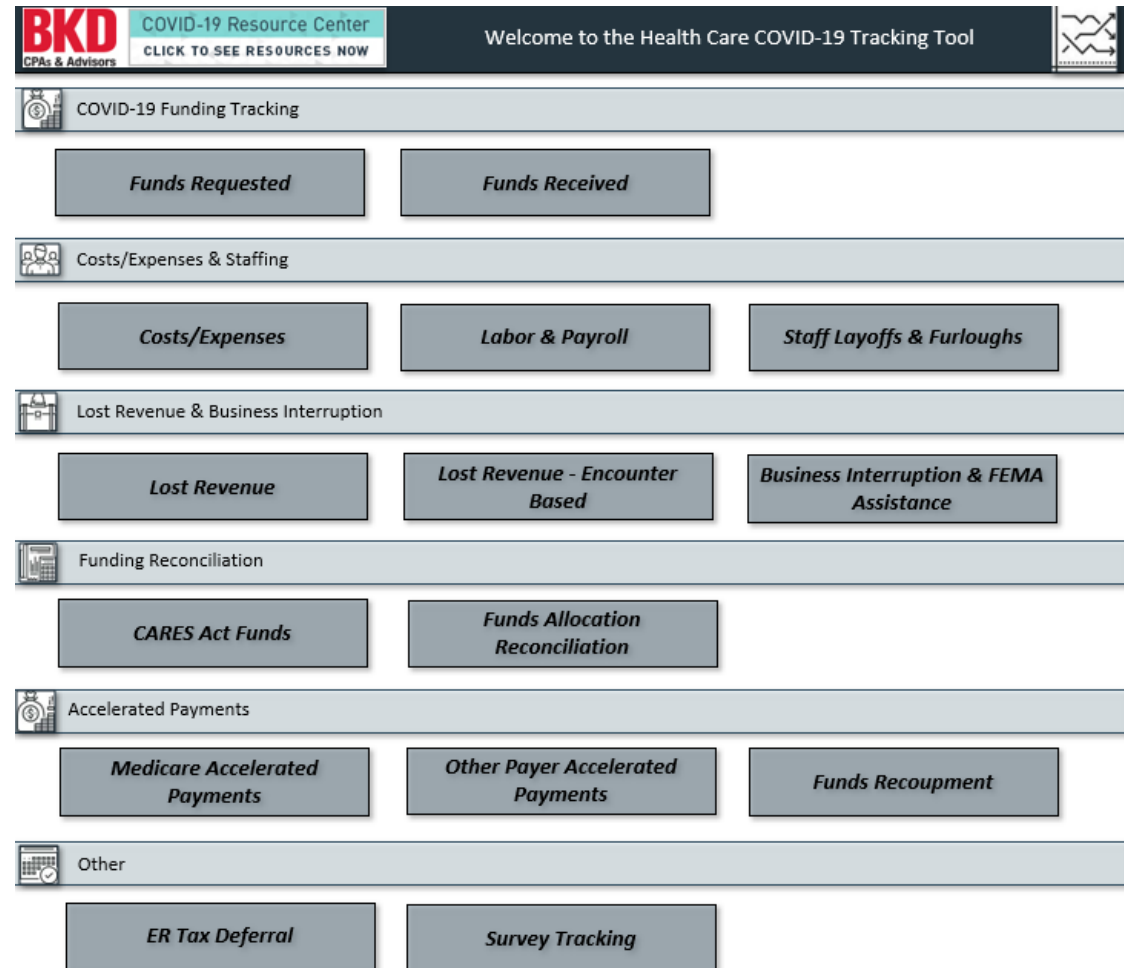 BKD
CPAs & Advisors
COVID-19 Resource Center
CLICK TO SEE RESOURCES NOW
Welcome to the Health Care COVID-19 Tracking Tool
COVID-19 Funding Tracking
Funds Requested
Funds Received
Costs/Expenses & Staffing
Costs/Expenses
Labor & Payroll
Staff Layoffs & Furloughs
Lost Revenue & Business Interruption
Lost Revenue
Lost Revenue - Encounter
Based
Business Interruption & FEMA
Assistance
Funding Reconciliation
CARES Act Funds
Funds Allocation
Reconciliation
Accelerated Payments
Medicare Accelerated
Payments
Other Payer Accelerated
Payments
Funds Recoupment
Other
ER Tax Deferral
Survey Tracking